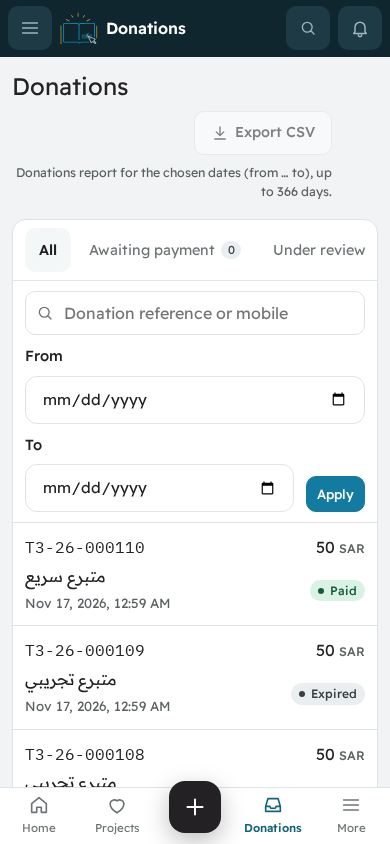 Donations
Donations
Export CSV
Donations report for the chosen dates (from … to), up
to 366 days.
All Awaiting payment 0 Under review
Donation reference or mobile
From
mm/dd/yyyy
To
mm/dd/yyyy
Apply
T3-26-000110 50 SAR
متبرع سريع
Paid
Nov 17, 2026, 12:59 AM
T3-26-000109 50 SAR
متبرع تجريبي
Expired
Nov 17, 2026, 12:59 AM
T3-26-000108 50 SAR
متبرع تجريبي
Home Projects Donations More